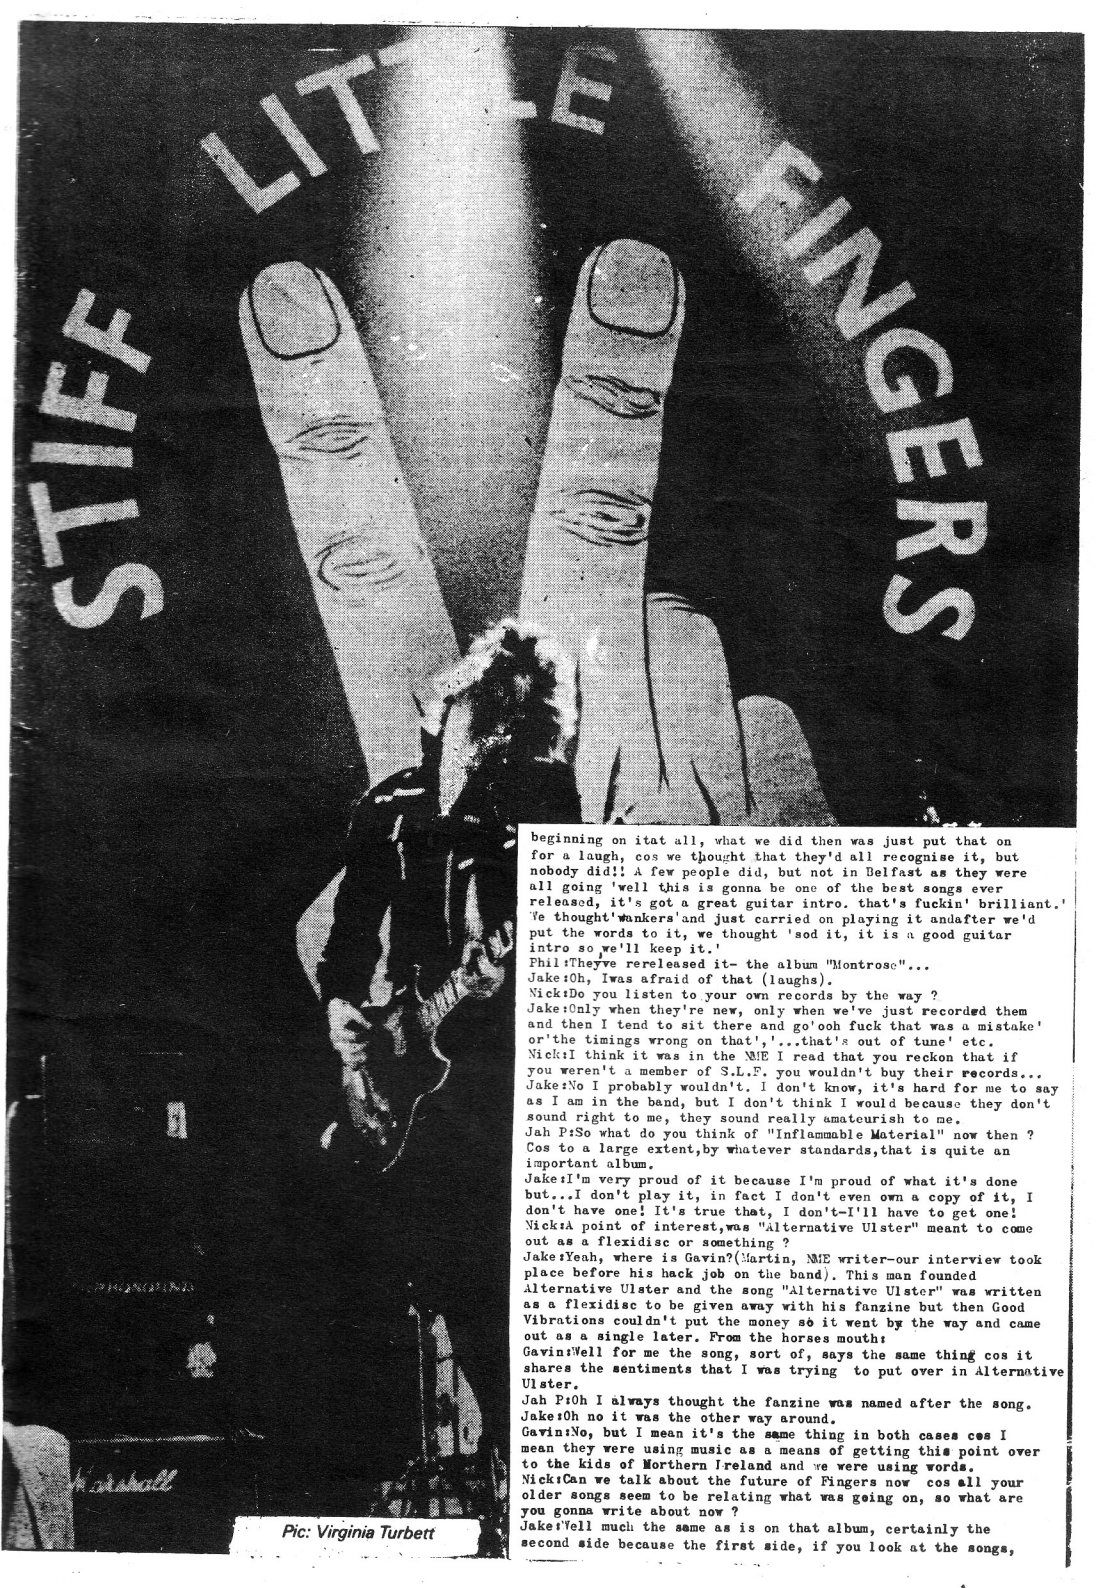 STIFF LITTLE FINGERS
beginning on itat all, what we did then was just put that on
for a laugh, cos we thought that they'd all recognise it, but
nobody did!! A few people did, but not in Belfast as they were
all going 'well this is gonna be one of the best songs ever
released, it's got a great guitar intro. that's fuckin' brilliant.'
We thought'wankers'and just carried on playing it andafter we'd
put the words to it, we thought 'sod it, it is a good guitar
intro so we'll keep it.'
Phil:They've rereleased it- the album "Montrose"...
Jake:Oh, Iwas afraid of that (laughs).
Nick:Do you listen to your own records by the way ?
Jake:Only when they're new, only when we've just recorded them
and then I tend to sit there and go'ooh fuck that was a mistake'
or'the timings wrong on that','...that's out of tune' etc.
Nick:I think it was in the NME I read that you reckon that if
you weren't a member of S.L.F. you wouldn't buy their records...
Jake:No I probably wouldn't. I don't know, it's hard for me to say
as I am in the band, but I don't think I would because they don't
sound right to me, they sound really amateurish to me.
Jah P:So what do you think of "Inflammable Material" now then ?
Cos to a large extent,by whatever standards,that is quite an
important album.
Jake:I'm very proud of it because I'm proud of what it's done
but...I don't play it, in fact I don't even own a copy of it, I
don't have one! It's true that, I don't-I'll have to get one!
Nick:A point of interest,was "Alternative Ulster" meant to come
out as a flexidisc or something ?
Jake:Yeah, where is Gavin?(Martin, NME writer-our interview took
place before his hack job on the band). This man founded
Alternative Ulster and the song "Alternative Ulster" was written
as a flexidisc to be given away with his fanzine but then Good
Vibrations couldn't put the money so it went by the way and came
out as a single later. From the horses mouth:
Gavin:Well for me the song, sort of, says the same thing cos it
shares the sentiments that I was trying to put over in Alternative
Ulster.
Jah P:Oh I always thought the fanzine was named after the song.
Jake:Oh no it was the other way around.
Gavin:No, but I mean it's the same thing in both cases cos I
mean they were using music as a means of getting this point over
to the kids of Northern Ireland and we were using words.
Nick:Can we talk about the future of Fingers now cos all your
older songs seem to be relating what was going on, so what are
you gonna write about now ?
Jake:Well much the same as is on that album, certainly the
second side because the first side, if you look at the songs,
Marshall
Pic: Virginia Turbett